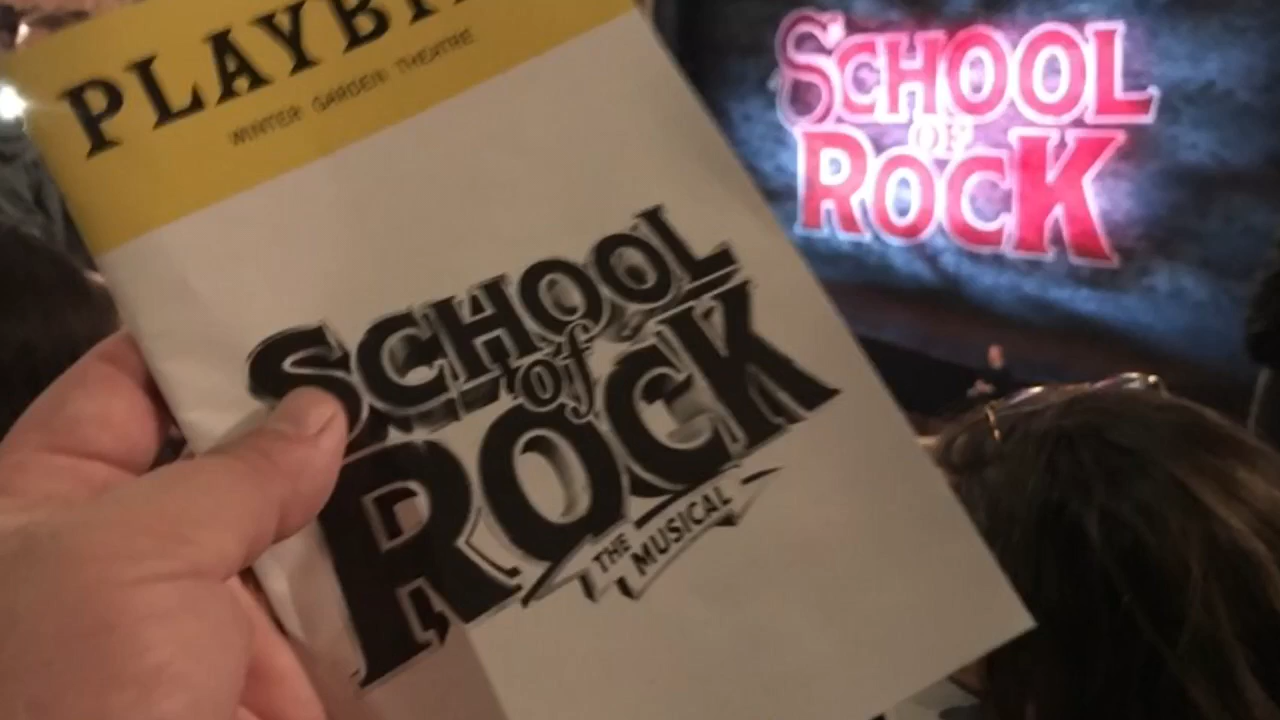 PLAYBI
WINTER GARDEN THEATRE
SCHOOL
of
ROCK
THE
MUSICAL
SCHOOL
OF
ROCK